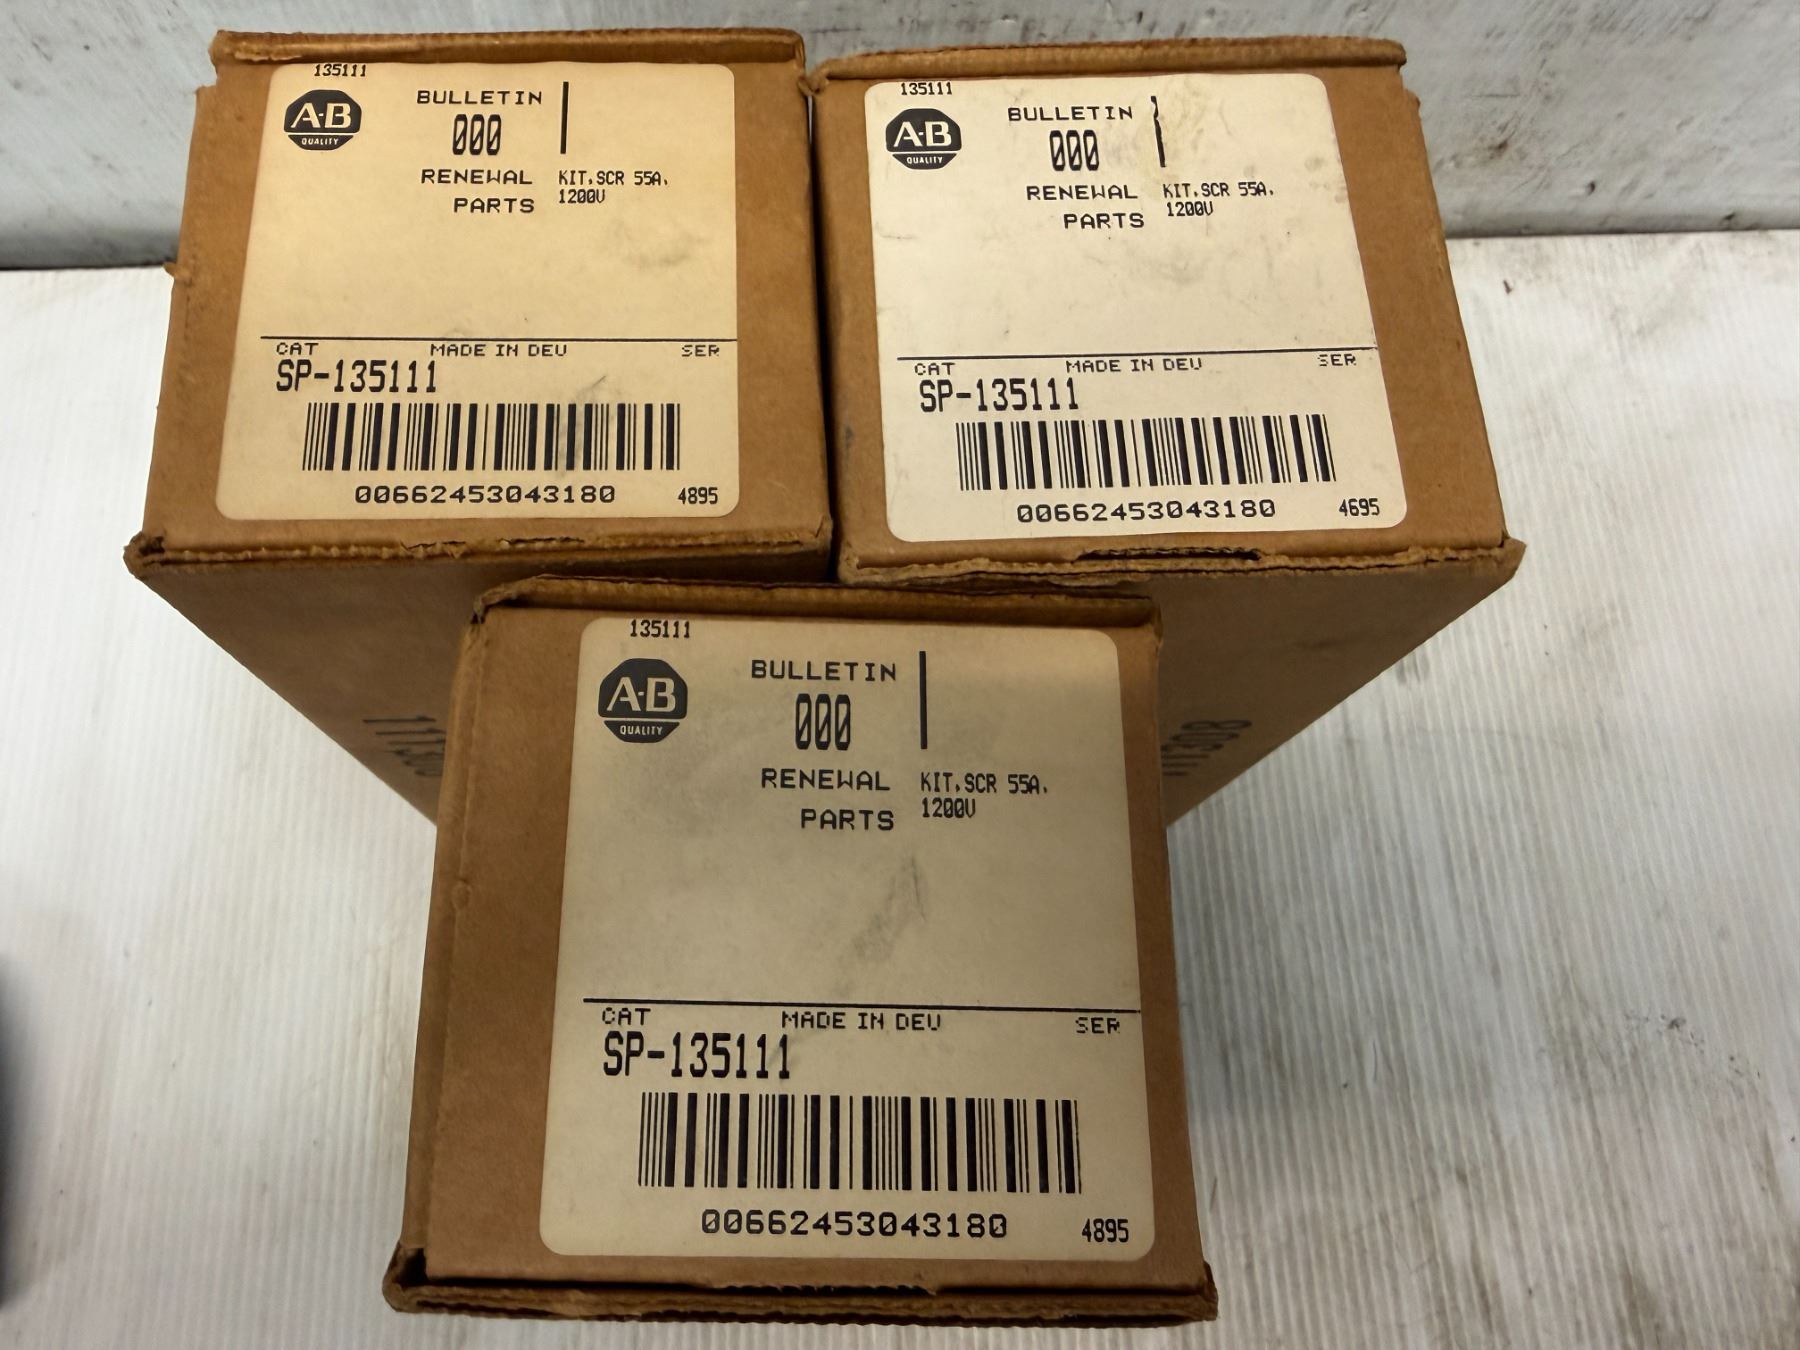 135111
A-B
QUALITY
BULLETIN
000
RENEWAL
PARTS
KIT,SCR 55A,
1200V
CAT
MADE IN DEU
SER
SP-135111
00662453043180
4895
135111
A-B
QUALITY
BULLETIN
000
RENEWAL
PARTS
KIT,SCR 55A,
1200V
CAT
MADE IN DEU
SER
SP-135111
00662453043180
4695
135111
A-B
QUALITY
BULLETIN
000
RENEWAL
PARTS
KIT,SCR 55A,
1200V
CAT
MADE IN DEU
SER
SP-135111
00662453043180
4895